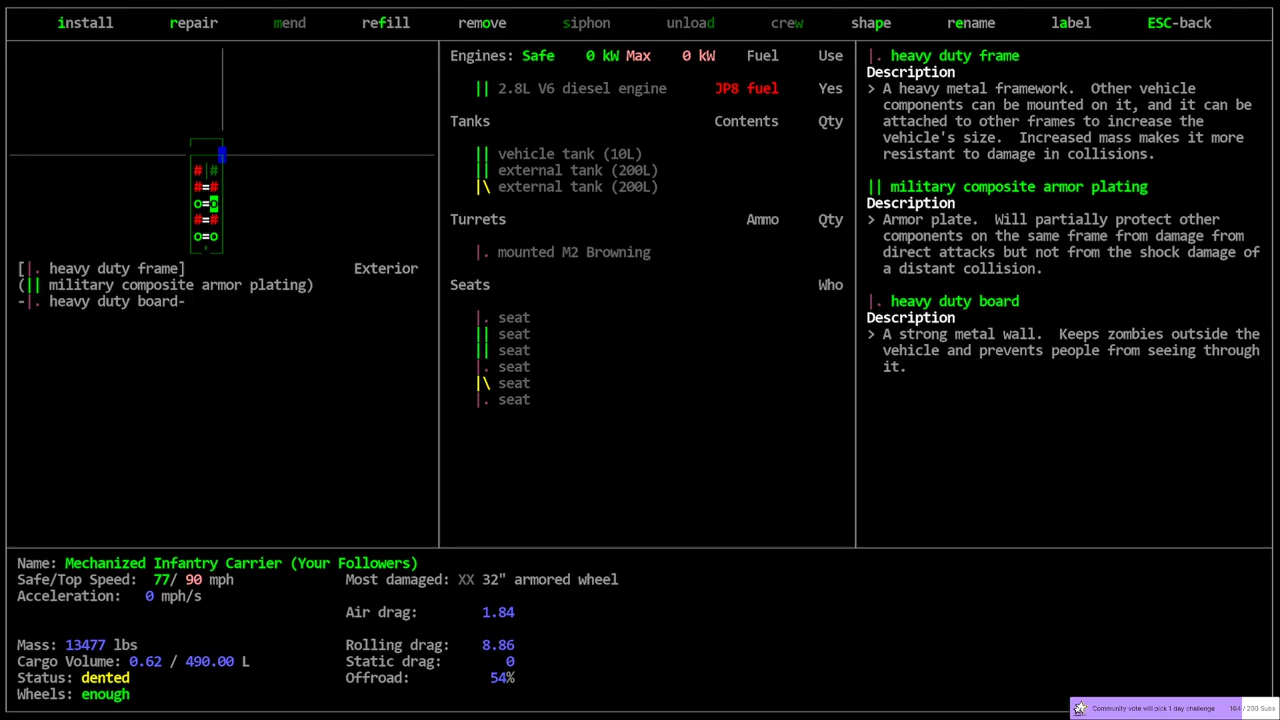 install repair mend refill remove siphon unload crew shape rename label ESC-back
Engines: Safe 0 kW Max 0 kW Fuel Use
|| 2.8L V6 diesel engine JP8 fuel Yes
Tanks Contents Qty
|| vehicle tank (10L)
|| external tank (200L)
|\ external tank (200L)
Turrets Ammo Qty
|. mounted M2 Browning
Seats Who
|. seat
|| seat
|| seat
|. seat
|\ seat
|. seat
#|#
#=#
o=o
#=#
o=o
[|. heavy duty frame] Exterior
(|| military composite armor plating)
-|. heavy duty board-
|. heavy duty frame
Description
> A heavy metal framework. Other vehicle
components can be mounted on it, and it can be
attached to other frames to increase the
vehicle's size. Increased mass makes it more
resistant to damage in collisions.
|| military composite armor plating
Description
> Armor plate. Will partially protect other
components on the same frame from damage from
direct attacks but not from the shock damage of
a distant collision.
|. heavy duty board
Description
> A strong metal wall. Keeps zombies outside the
vehicle and prevents people from seeing through
it.
Name: Mechanized Infantry Carrier (Your Followers)
Safe/Top Speed: 77/ 90 mph Most damaged: XX 32" armored wheel
Acceleration: 0 mph/s
Air drag: 1.84
Mass: 13477 lbs Rolling drag: 8.86
Cargo Volume: 0.62 / 490.00 L Static drag: 0
Status: dented Offroad: 54%
Wheels: enough
Community vote will pick 1 day challenge 164 / 200 Subs